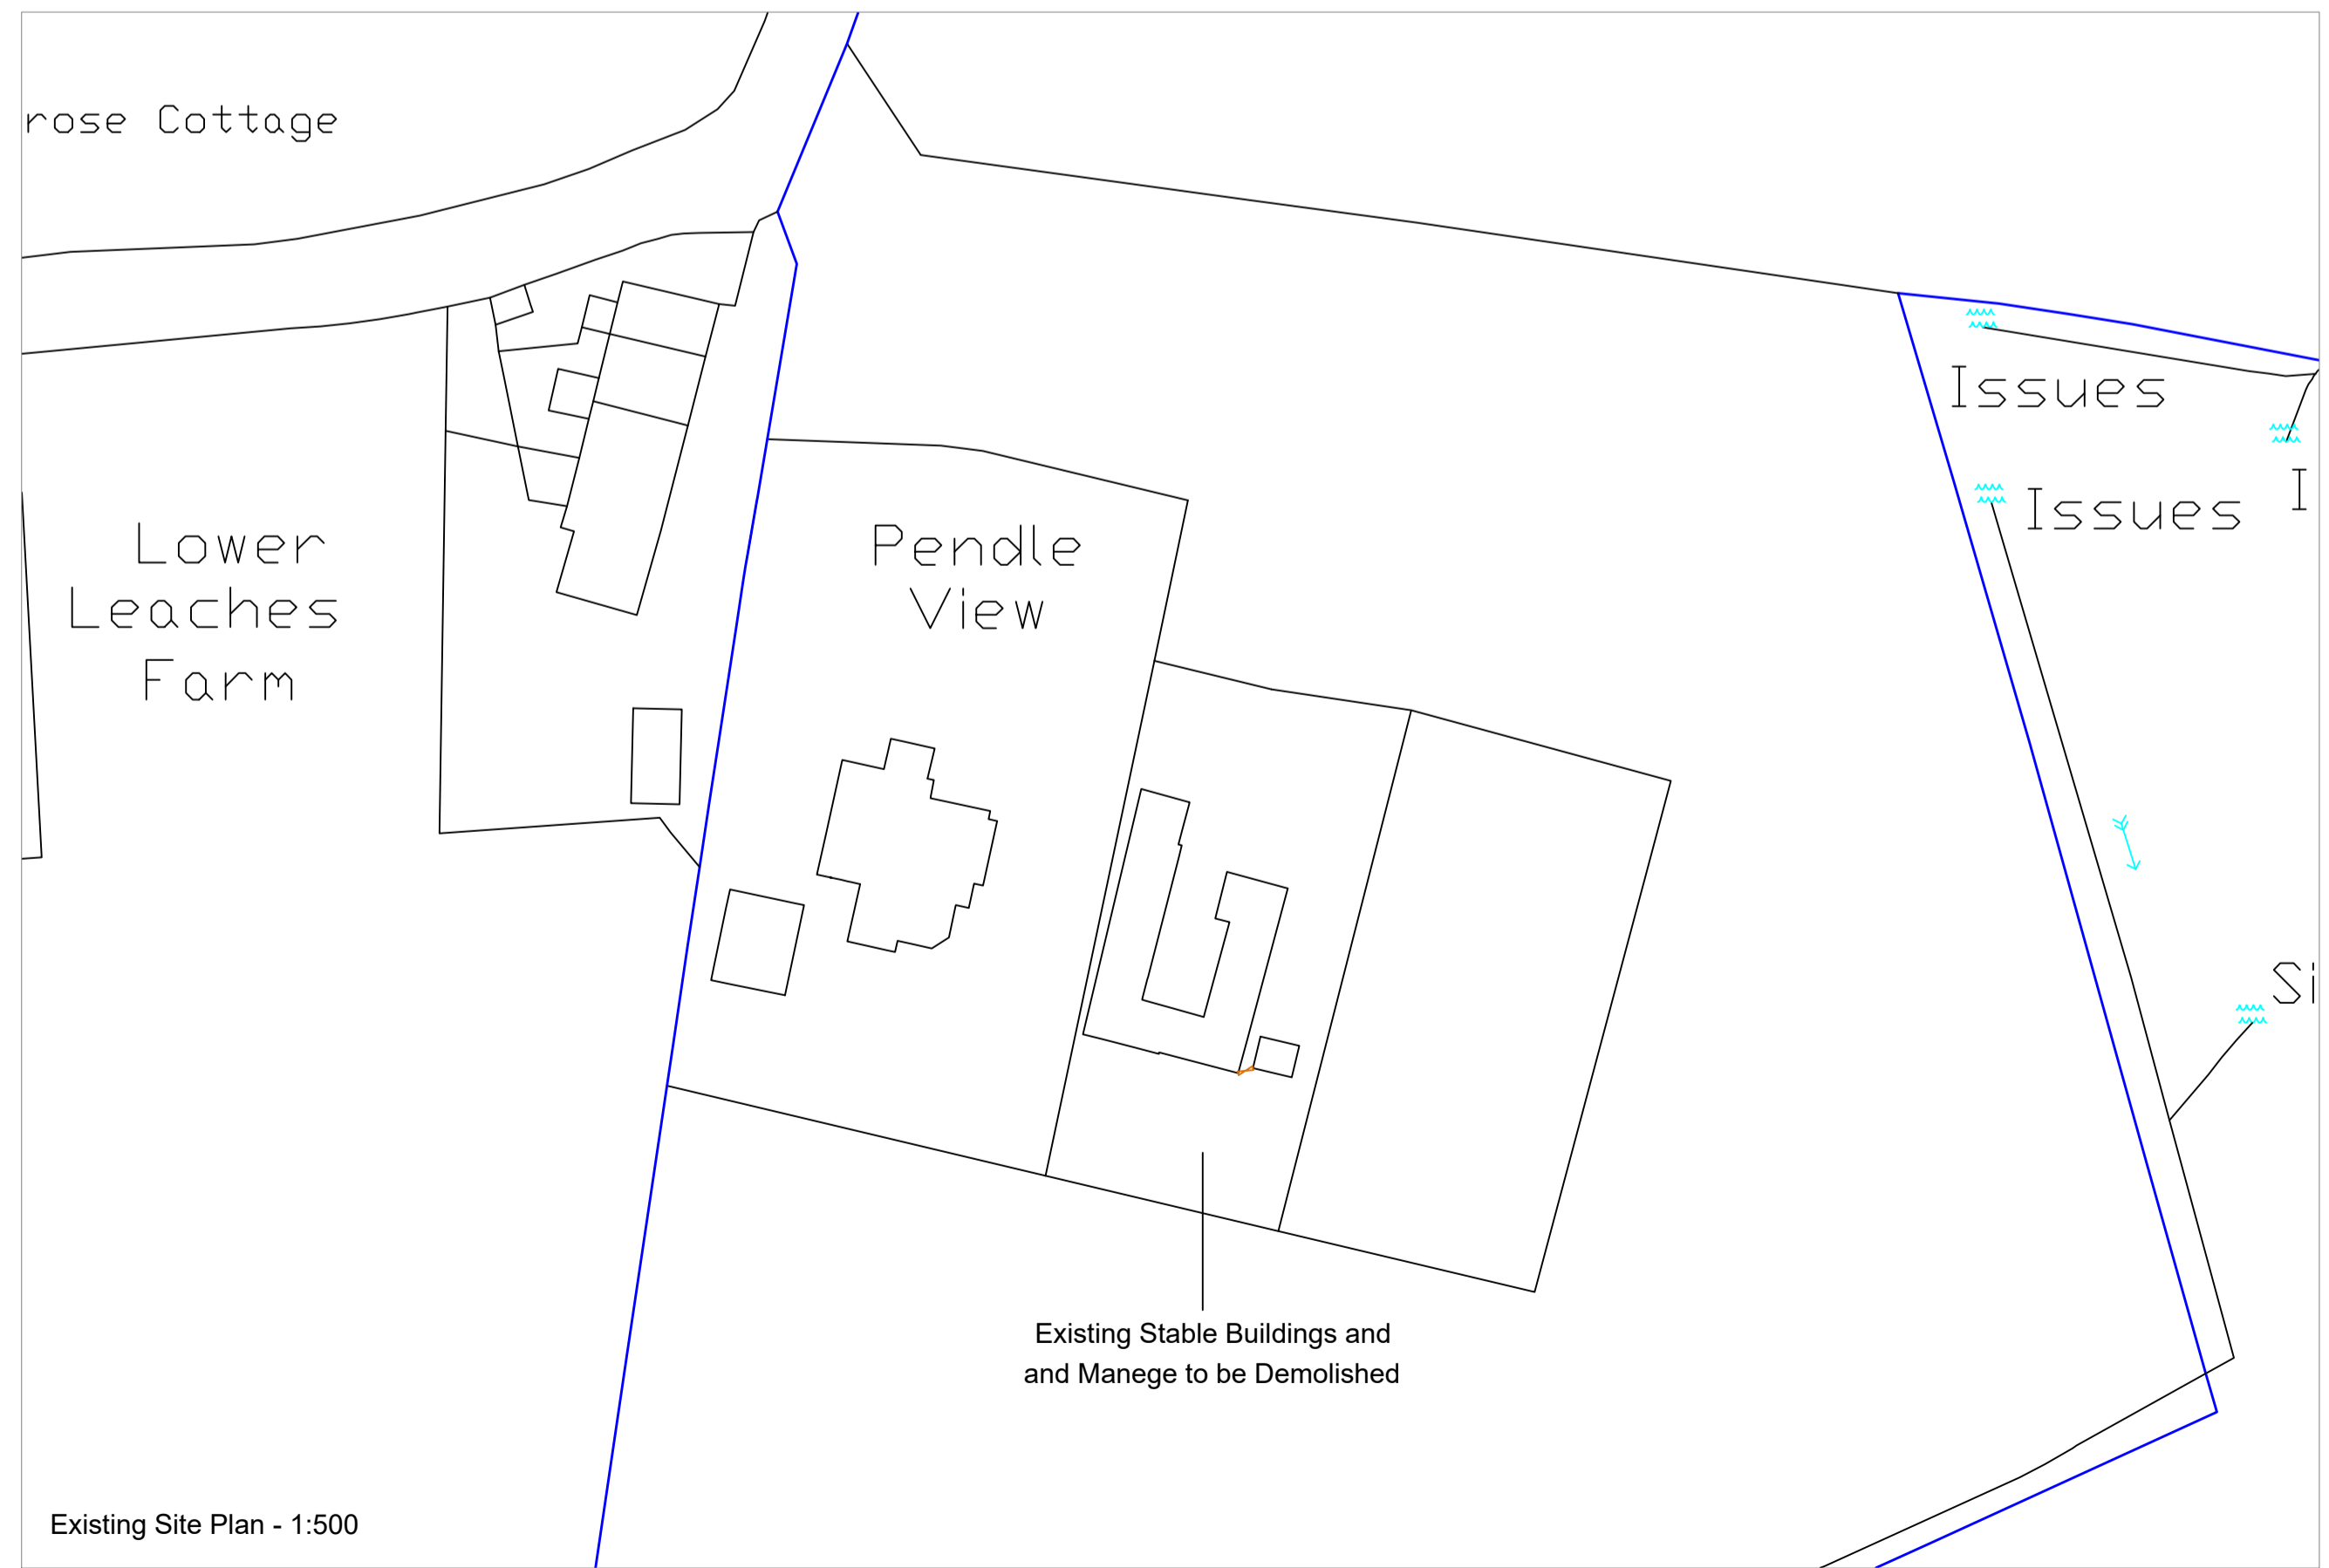 rose Cottage
Issues
Issues
I
Lower
Leaches
Farm
Pendle
View
Si
Existing Stable Buildings and
and Manege to be Demolished
Existing Site Plan - 1:500